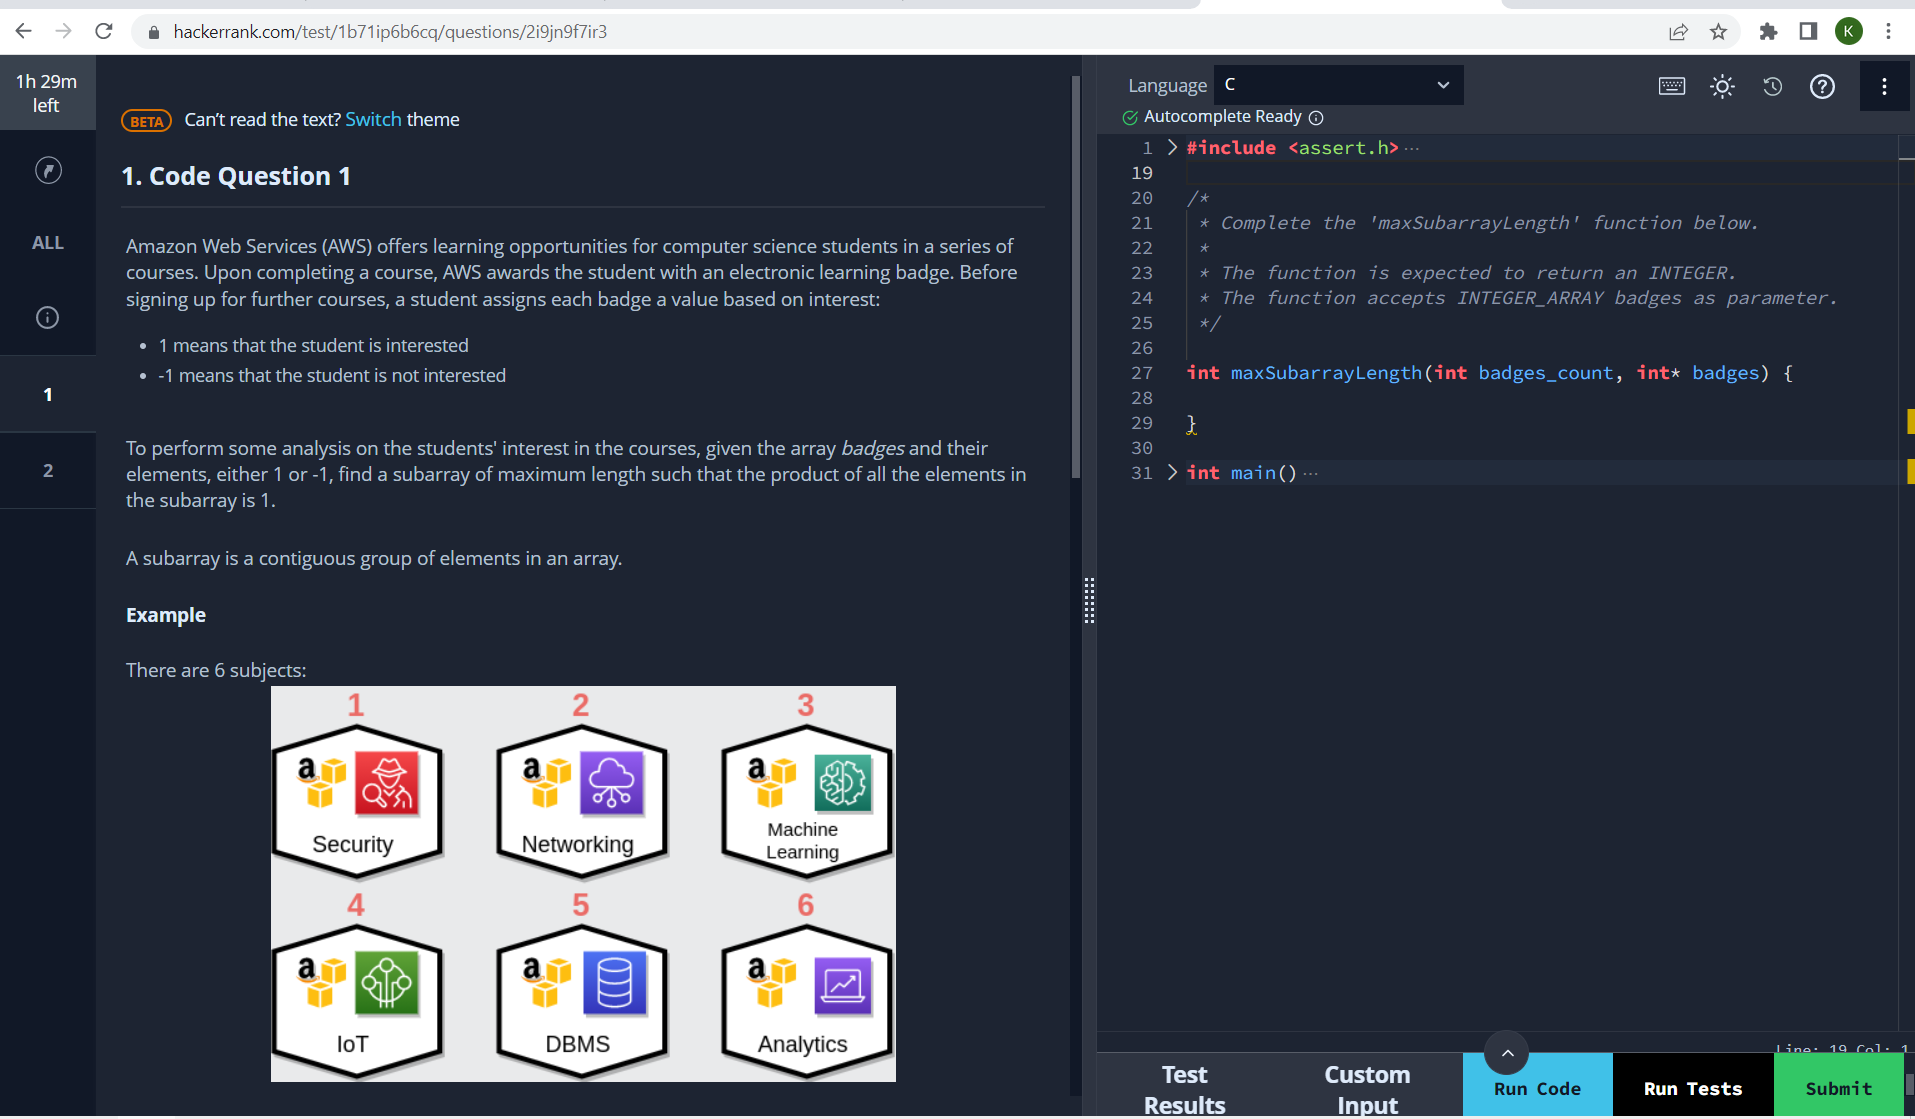 hackerrank.com/test/1b71ip6b6cq/questions/2i9jn9f7ir3
K
1h 29m
left
ALL
1
2
BETA Can't read the text? Switch theme
1. Code Question 1
Amazon Web Services (AWS) offers learning opportunities for computer science students in a series of
courses. Upon completing a course, AWS awards the student with an electronic learning badge. Before
signing up for further courses, a student assigns each badge a value based on interest:
• 1 means that the student is interested
• -1 means that the student is not interested
To perform some analysis on the students' interest in the courses, given the array badges and their
elements, either 1 or -1, find a subarray of maximum length such that the product of all the elements in
the subarray is 1.
A subarray is a contiguous group of elements in an array.
Example
There are 6 subjects:
1 2 3
a a a
Security Networking Machine
Learning
4 5 6
a a a
IoT DBMS Analytics
Language C
Autocomplete Ready
1 #include <assert.h> ...
19
20 /*
21 * Complete the 'maxSubarrayLength' function below.
22 *
23 * The function is expected to return an INTEGER.
24 * The function accepts INTEGER_ARRAY badges as parameter.
25 */
26
27 int maxSubarrayLength(int badges_count, int* badges) {
28
29 }
30
31 int main() ...
Line: 19 Col: 1
Test
Results
Custom
Input
Run Code
Run Tests
Submit